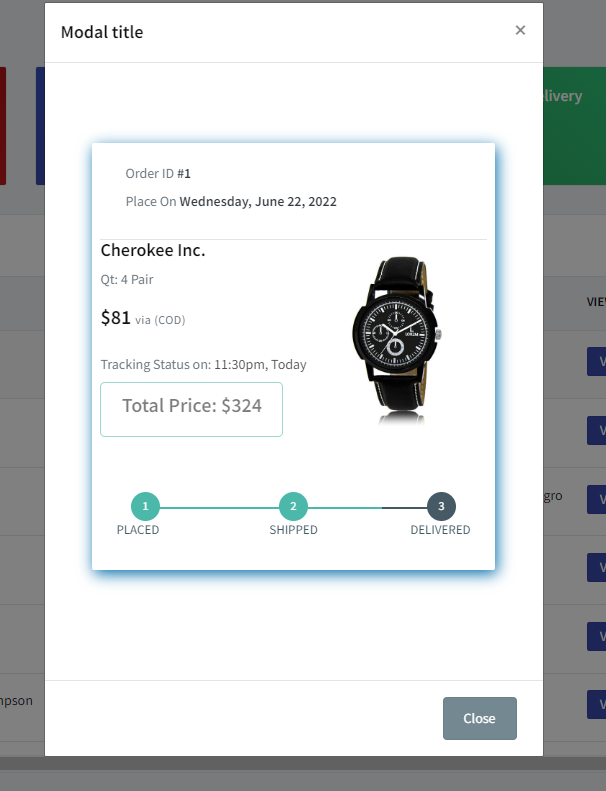 Modal title
×
livery
Order ID #1
Place On Wednesday, June 22, 2022
Cherokee Inc.
Qt: 4 Pair
$81 via (COD)
Tracking Status on: 11:30pm, Today
Total Price: $324
1
2
3
PLACED
SHIPPED
DELIVERED
VIE
V
V
gro
V
V
V
mpson
V
Close